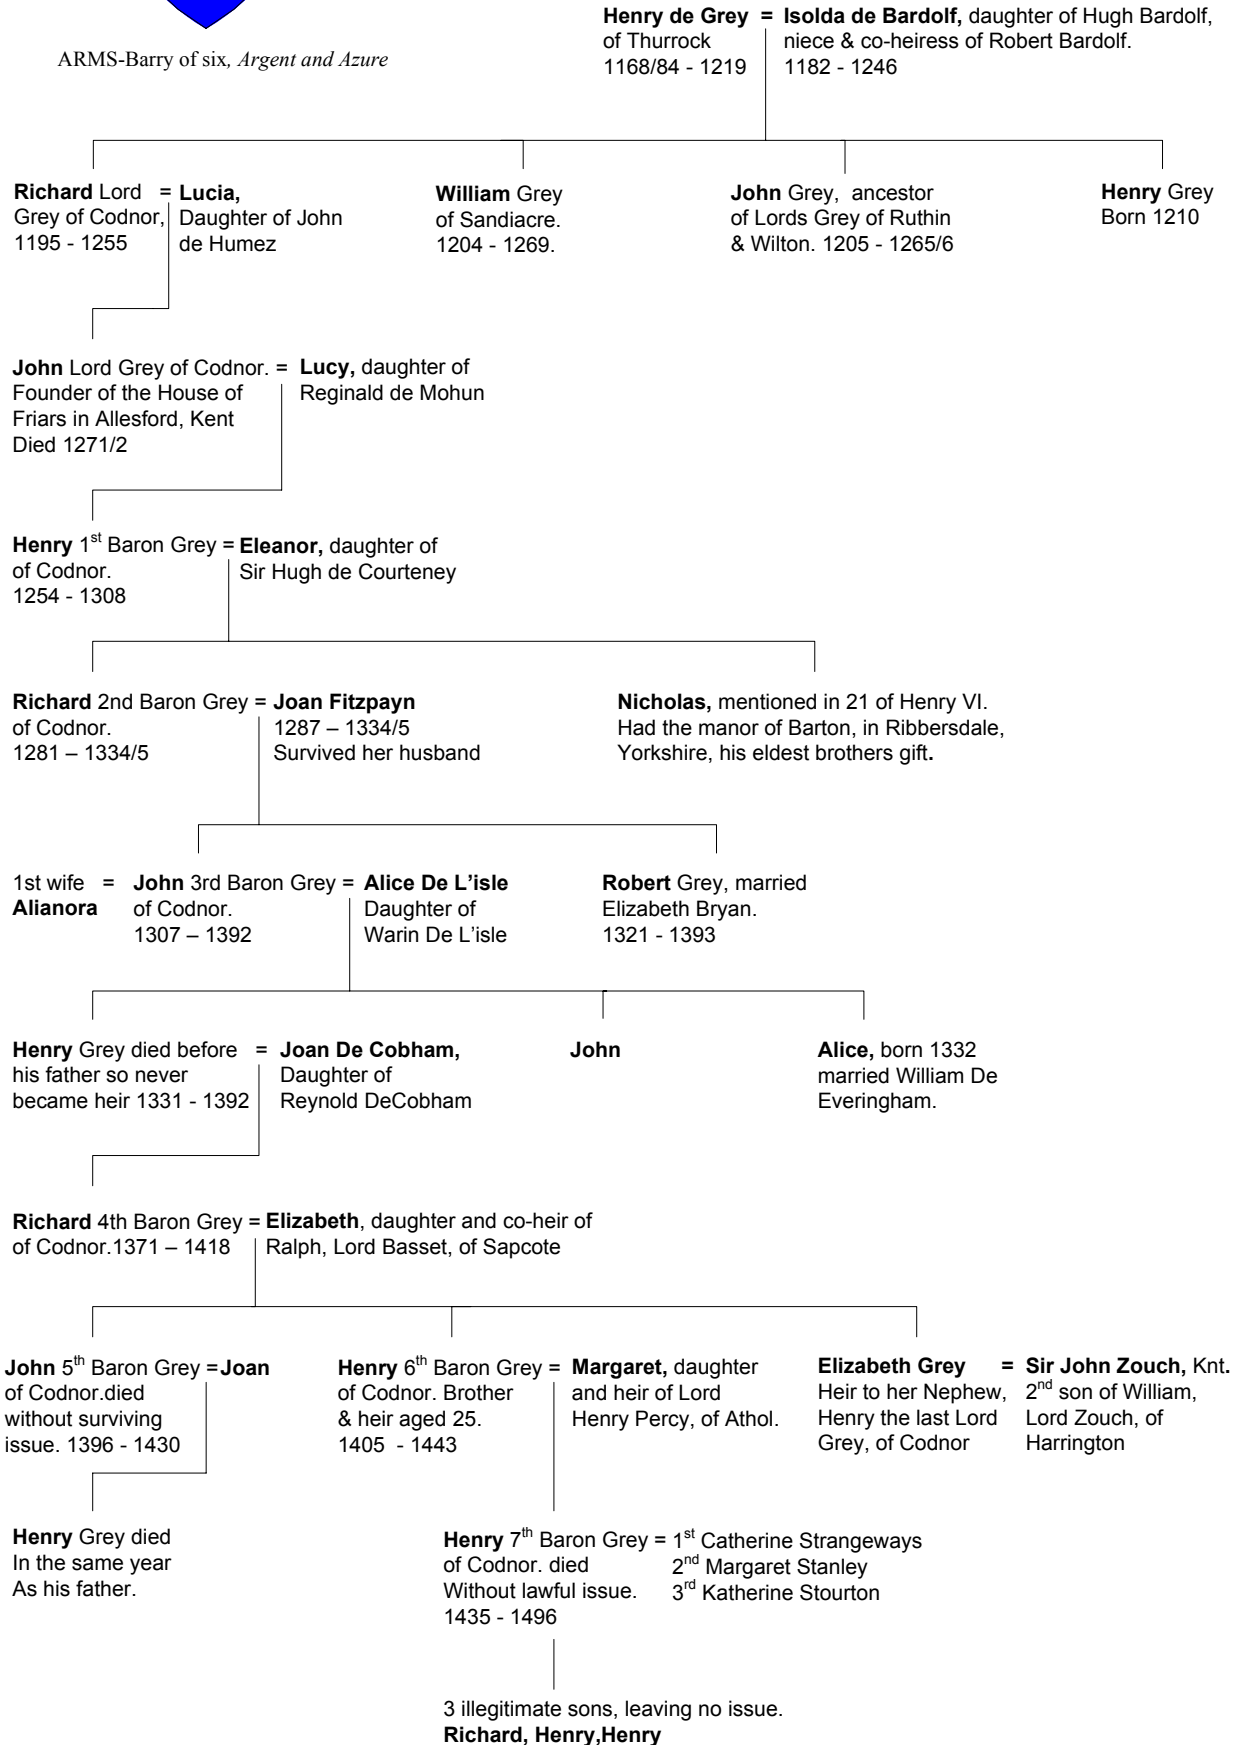 Henry de Grey = Isolda de Bardolf, daughter of Hugh Bardolf,
of Thurrock niece & co-heiress of Robert Bardolf.
1168/84 - 1219 1182 - 1246
ARMS-Barry of six, Argent and Azure
Richard Lord = Lucia,
Grey of Codnor, Daughter of John
1195 - 1255 de Humez
William Grey
of Sandiacre.
1204 - 1269.
John Grey, ancestor
of Lords Grey of Ruthin
& Wilton. 1205 - 1265/6
Henry Grey
Born 1210
John Lord Grey of Codnor. = Lucy, daughter of
Founder of the House of Reginald de Mohun
Friars in Allesford, Kent
Died 1271/2
Henry 1st Baron Grey = Eleanor, daughter of
of Codnor. Sir Hugh de Courteney
1254 - 1308
Richard 2nd Baron Grey = Joan Fitzpayn
of Codnor. 1287 – 1334/5
1281 – 1334/5 Survived her husband
Nicholas, mentioned in 21 of Henry VI.
Had the manor of Barton, in Ribbersdale,
Yorkshire, his eldest brothers gift.
1st wife = John 3rd Baron Grey = Alice De L'isle
Alianora of Codnor. Daughter of
1307 – 1392 Warin De L'isle
Robert Grey, married
Elizabeth Bryan.
1321 - 1393
Henry Grey died before = Joan De Cobham,
his father so never Daughter of
became heir 1331 - 1392 Reynold DeCobham
John
Alice, born 1332
married William De
Everingham.
Richard 4th Baron Grey = Elizabeth, daughter and co-heir of
of Codnor.1371 – 1418 Ralph, Lord Basset, of Sapcote
John 5th Baron Grey = Joan
of Codnor.died
without surviving
issue. 1396 - 1430
Henry 6th Baron Grey = Margaret, daughter
of Codnor. Brother and heir of Lord
& heir aged 25. Henry Percy, of Athol.
1405 - 1443
Elizabeth Grey = Sir John Zouch, Knt.
Heir to her Nephew, 2nd son of William,
Henry the last Lord Lord Zouch, of
Grey, of Codnor Harrington
Henry Grey died
In the same year
As his father.
Henry 7th Baron Grey = 1st Catherine Strangeways
of Codnor. died 2nd Margaret Stanley
Without lawful issue. 3rd Katherine Stourton
1435 - 1496
3 illegitimate sons, leaving no issue.
Richard, Henry,Henry